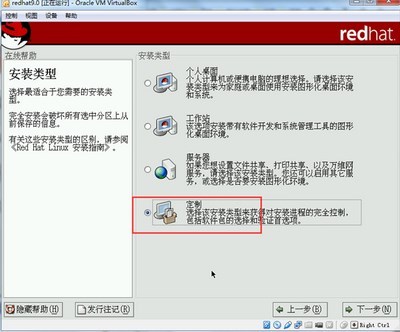 redhat9.0 [正在运行] - Oracle VM VirtualBox
控制 视图 设备 帮助
redhat.
在线帮助
安装类型
选择最适合于您需要的安装类
型。
完全安装会破坏所有选中分区上从
前保存的信息。
有关这些安装类型的区别，请参阅
《Red Hat Linux 安装指南》。
安装类型
个人桌面
个人计算机或便携电脑的理想选择，请选择该安
装类型来为家庭或桌面使用安装图形化桌面环境
和系统。
工作站
该选项安装带有软件开发和系统管理工具的图形
化桌面环境。
服务器
如果您想设置文件共享、打印共享、以及万维网
服务，请选择该安装类型。您还可以启用其它服
务，或选择是否要安装图形化环境。
定制
选择该安装类型来获得对安装进程的完全控制，
包括软件包的选择和验证首选项。
隐藏帮助(H)
发行注记(R)
上一步(B)
下一步(N)
Right Ctrl